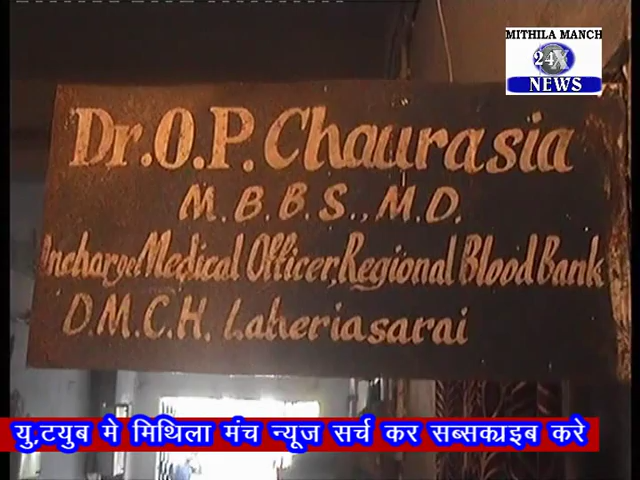 MITHILA MANCH
24X
NEWS
Dr.O.P. Chaurasia
M.B.B.S., M.D.
Incharge Medical Officer, Regional Blood Bank
D.M.C.H. Laheriasarai
यु,टयुब मे मिथिला मंच न्यूज सर्च कर सब्सक्राइब करे